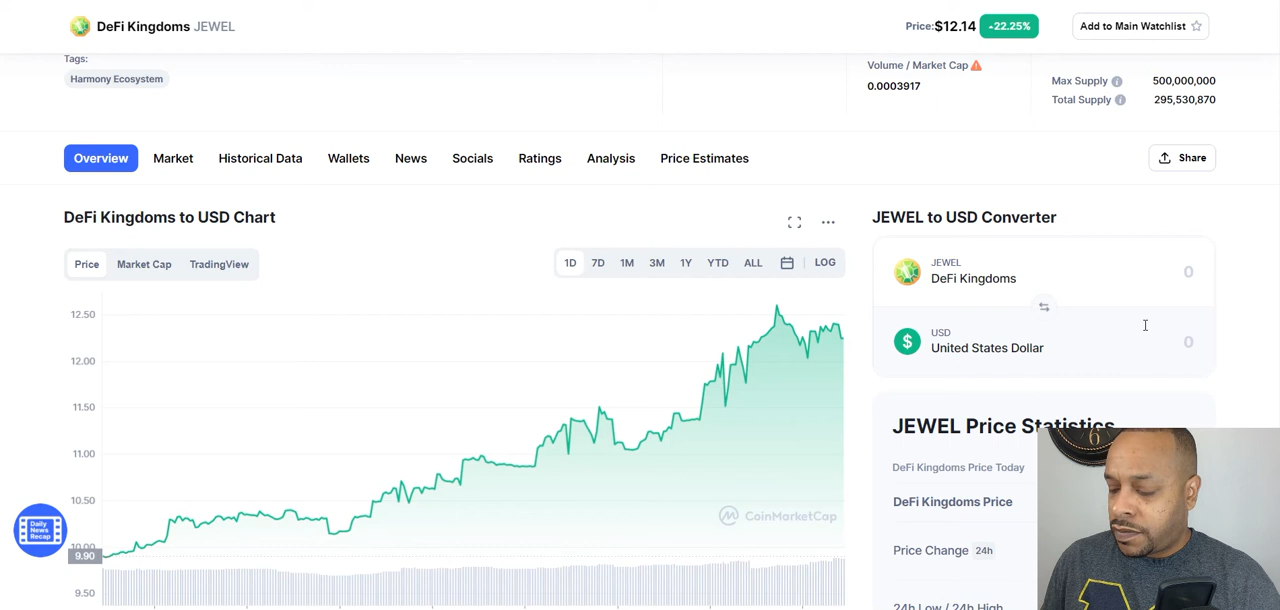 DeFi Kingdoms JEWEL
Price:$12.14 22.25%
Add to Main Watchlist
Tags:
Harmony Ecosystem
Volume / Market Cap
0.0003917
Max Supply 500,000,000
Total Supply 295,530,870
Overview Market Historical Data Wallets News Socials Ratings Analysis Price Estimates
Share
DeFi Kingdoms to USD Chart
Price Market Cap TradingView
1D 7D 1M 3M 1Y YTD ALL LOG
12.50
12.00
11.50
11.00
10.50
10.00
9.90
9.50
CoinMarketCap
Daily
News
Recap
JEWEL to USD Converter
JEWEL
DeFi Kingdoms 0
USD
United States Dollar 0
JEWEL Price Statistics
DeFi Kingdoms Price Today
DeFi Kingdoms Price
Price Change 24h
24h Low / 24h High
6